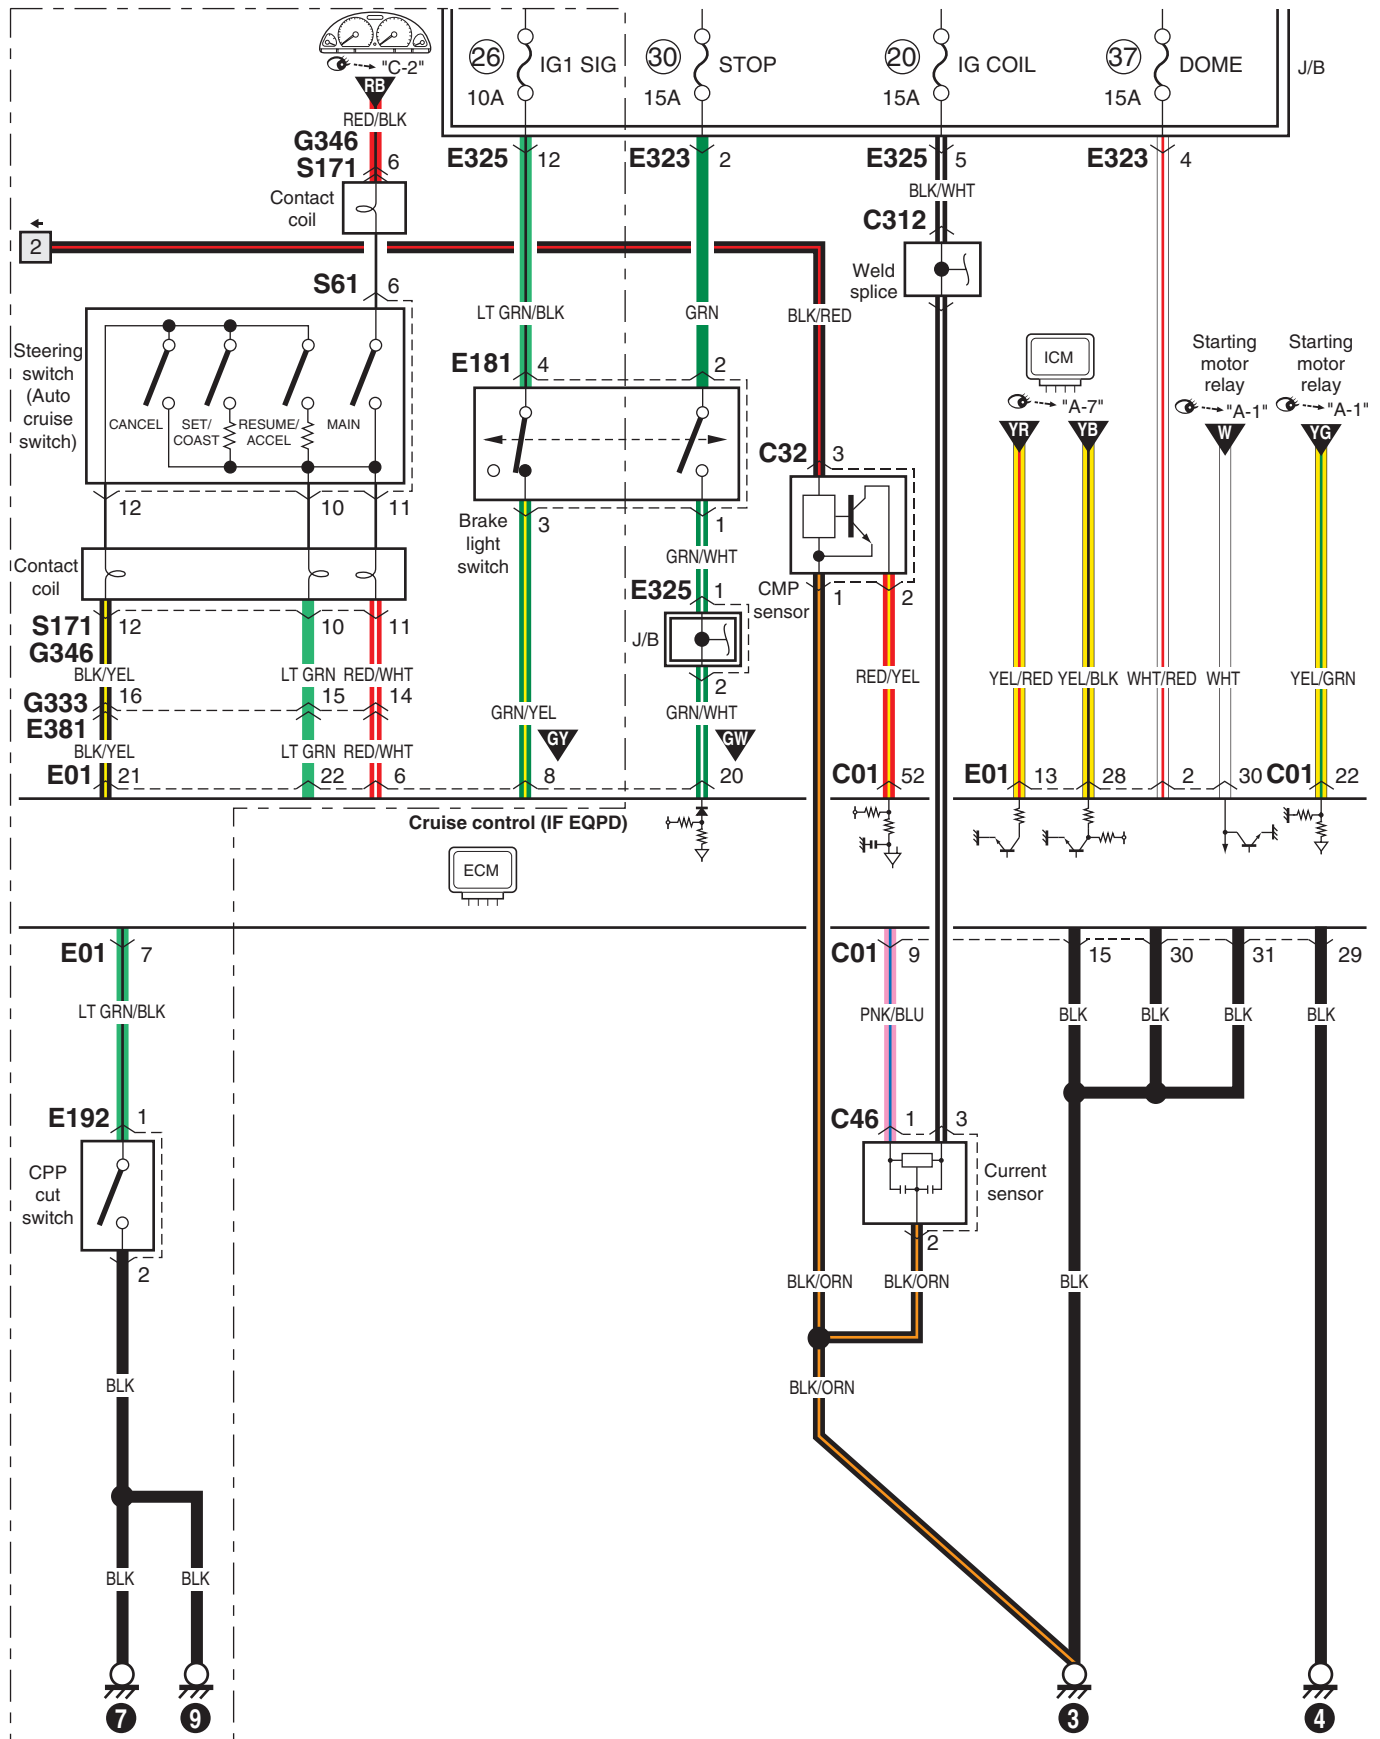 26
IG1 SIG
10A
30
STOP
15A
20
IG COIL
15A
37
DOME
15A
J/B
"C-2"
RB
RED/BLK
G346
S171
6
Contact
coil
E325
12
E323
2
E325
5
E323
4
BLK/WHT
C312
2
Weld
splice
S61
6
LT GRN/BLK
GRN
BLK/RED
Steering
switch
(Auto
cruise
switch)
CANCEL
SET/
COAST
RESUME/
ACCEL
MAIN
E181
4
2
ICM
"A-7"
YR
YB
Starting
motor
relay
"A-1"
W
Starting
motor
relay
"A-1"
YG
C32
3
12
10
11
Brake
light
switch
3
1
GRN/WHT
Contact
coil
E325
1
CMP
sensor
1
2
S171
G346
12
10
11
J/B
2
BLK/YEL
LT GRN
RED/WHT
RED/YEL
YEL/RED
YEL/BLK
WHT/RED
WHT
YEL/GRN
G333
E381
16
15
14
GRN/YEL
GRN/WHT
GY
GW
BLK/YEL
LT GRN
RED/WHT
E01
21
22
6
8
20
C01
52
E01
13
28
2
30
C01
22
Cruise control (IF EQPD)
ECM
E01
7
C01
9
15
30
31
29
LT GRN/BLK
PNK/BLU
BLK
BLK
BLK
BLK
E192
1
C46
1
3
CPP
cut
switch
Current
sensor
2
2
BLK/ORN
BLK/ORN
BLK
BLK
BLK/ORN
BLK
BLK
7
9
3
4